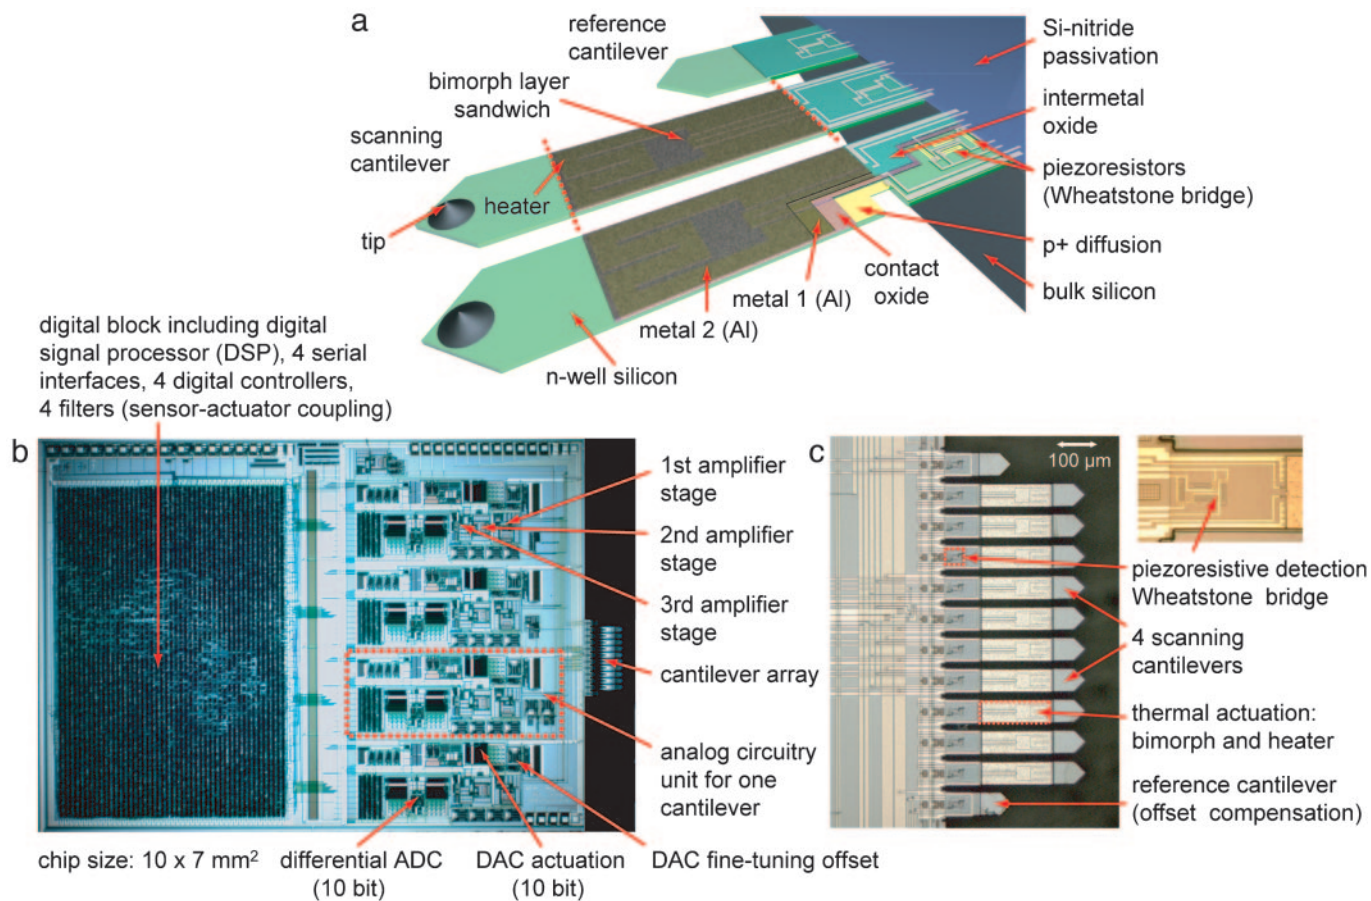 a
reference
cantilever
bimorph layer
sandwich
scanning
cantilever
heater
tip
Si-nitride
passivation
intermetal
oxide
piezoresistors
(Wheatstone bridge)
p+ diffusion
bulk silicon
contact
oxide
metal 1 (Al)
metal 2 (Al)
n-well silicon
digital block including digital
signal processor (DSP), 4 serial
interfaces, 4 digital controllers,
4 filters (sensor-actuator coupling)
b
1st amplifier
stage
2nd amplifier
stage
3rd amplifier
stage
cantilever array
analog circuitry
unit for one
cantilever
chip size: 10 x 7 mm²
differential ADC
(10 bit)
DAC actuation
(10 bit)
DAC fine-tuning offset
c
100 µm
piezoresistive detection
Wheatstone bridge
4 scanning
cantilevers
thermal actuation:
bimorph and heater
reference cantilever
(offset compensation)